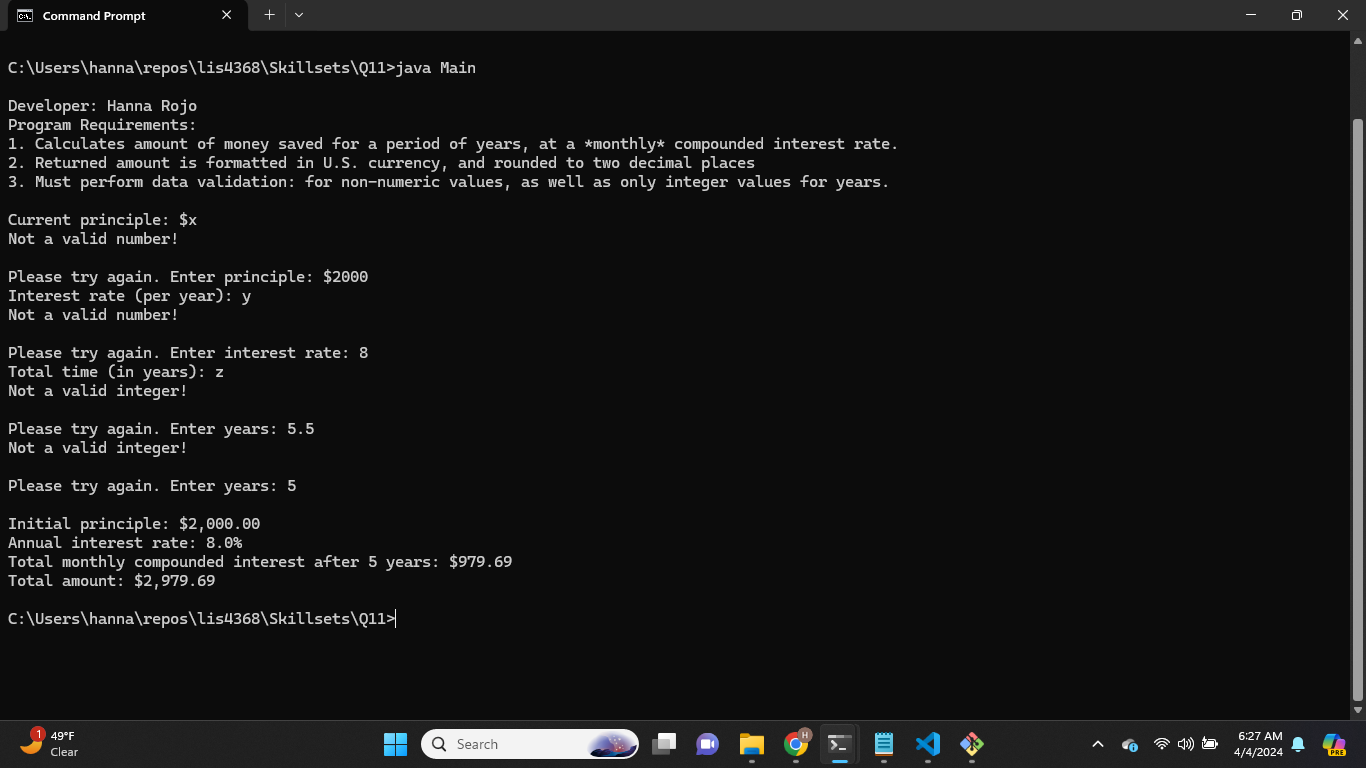 Command Prompt
C:\Users\hanna\repos\lis4368\Skillsets\Q11>java Main
Developer: Hanna Rojo
Program Requirements:
1. Calculates amount of money saved for a period of years, at a *monthly* compounded interest rate.
2. Returned amount is formatted in U.S. currency, and rounded to two decimal places
3. Must perform data validation: for non-numeric values, as well as only integer values for years.
Current principle: $x
Not a valid number!
Please try again. Enter principle: $2000
Interest rate (per year): y
Not a valid number!
Please try again. Enter interest rate: 8
Total time (in years): z
Not a valid integer!
Please try again. Enter years: 5.5
Not a valid integer!
Please try again. Enter years: 5
Initial principle: $2,000.00
Annual interest rate: 8.0%
Total monthly compounded interest after 5 years: $979.69
Total amount: $2,979.69
C:\Users\hanna\repos\lis4368\Skillsets\Q11>
1
49°F
Clear
Search
H
6:27 AM
4/4/2024
PRE